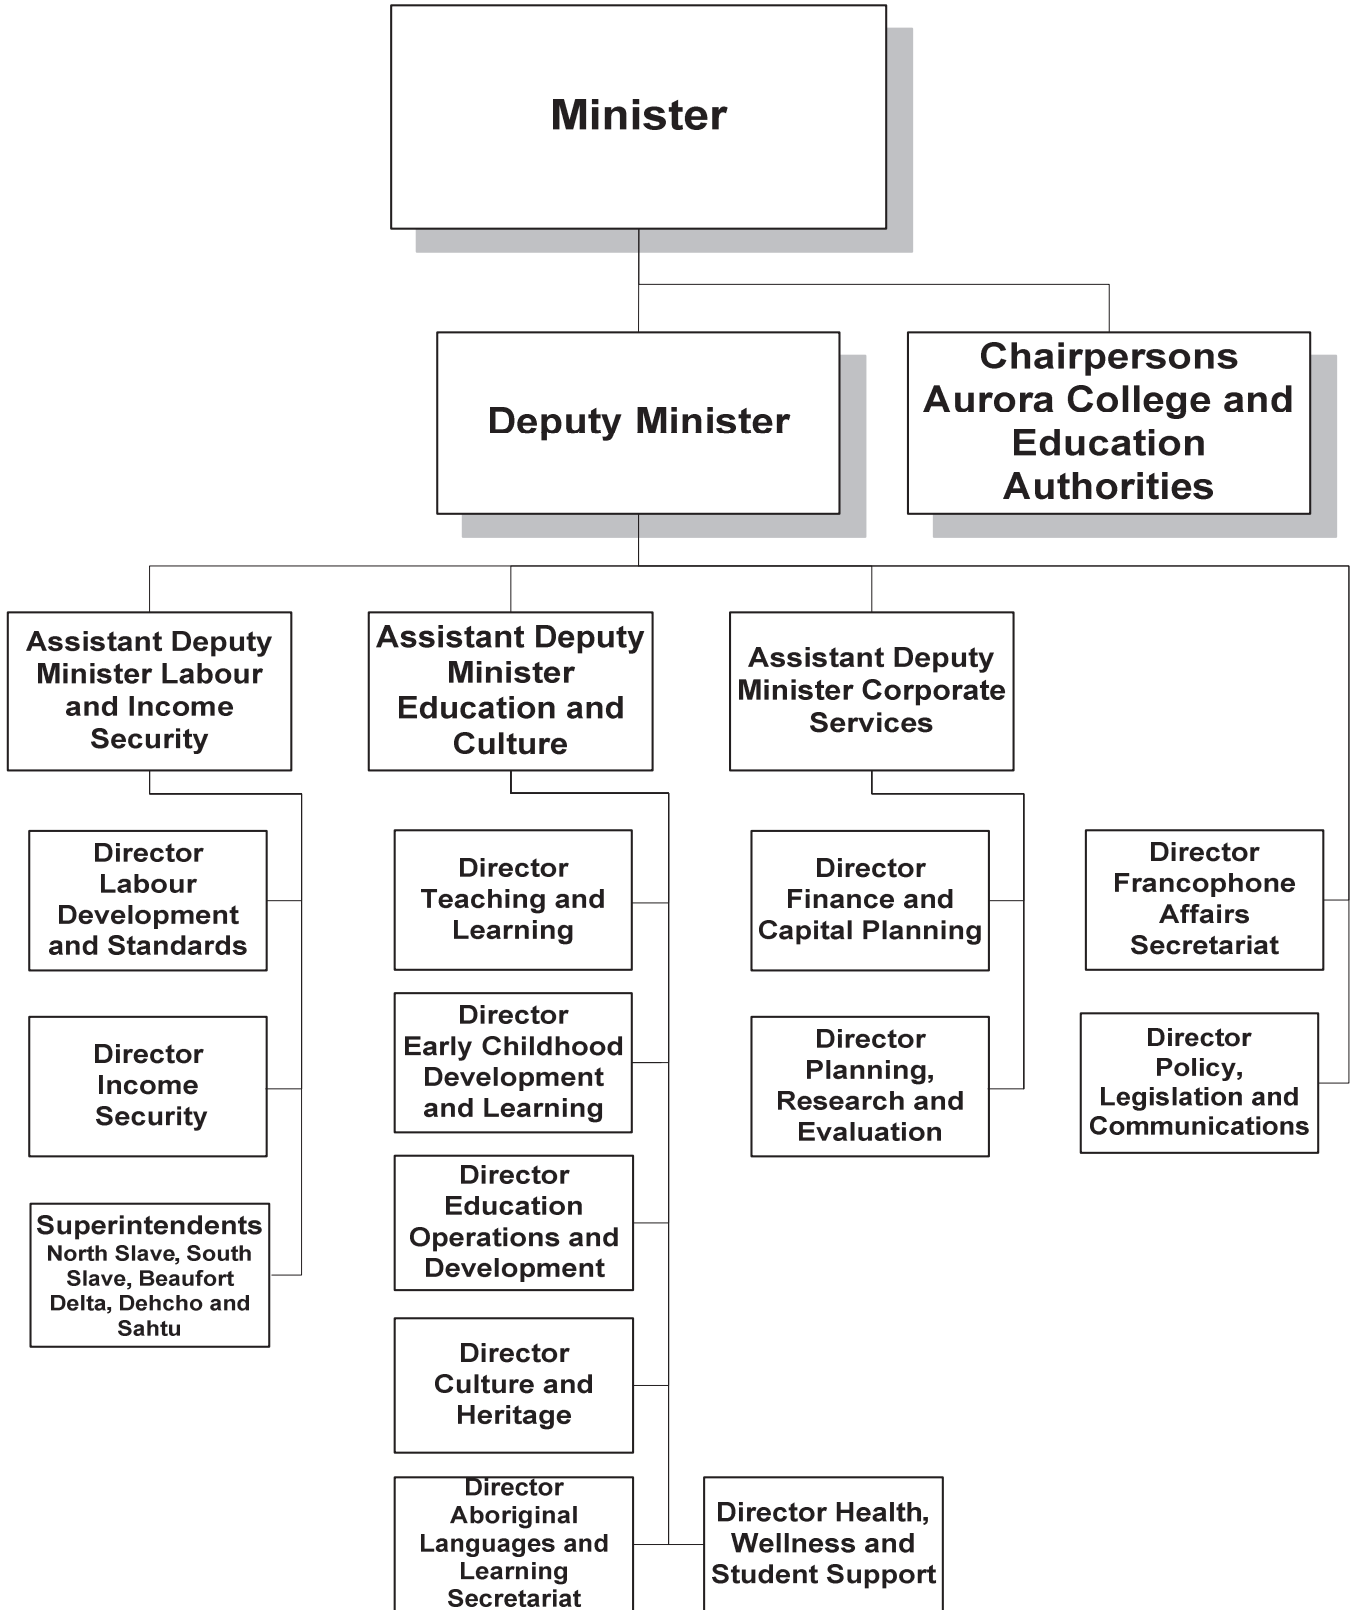 Minister
Deputy Minister
Chairpersons
Aurora College and
Education
Authorities
Assistant Deputy
Minister Labour
and Income
Security
Assistant Deputy
Minister
Education and
Culture
Assistant Deputy
Minister Corporate
Services
Director
Labour
Development
and Standards
Director
Income
Security
Superintendents
North Slave, South
Slave, Beaufort
Delta, Dehcho and
Sahtu
Director
Teaching and
Learning
Director
Early Childhood
Development
and Learning
Director
Education
Operations and
Development
Director
Culture and
Heritage
Director
Aboriginal
Languages and
Learning
Secretariat
Director Health,
Wellness and
Student Support
Director
Finance and
Capital Planning
Director
Planning,
Research and
Evaluation
Director
Francophone
Affairs
Secretariat
Director
Policy,
Legislation and
Communications